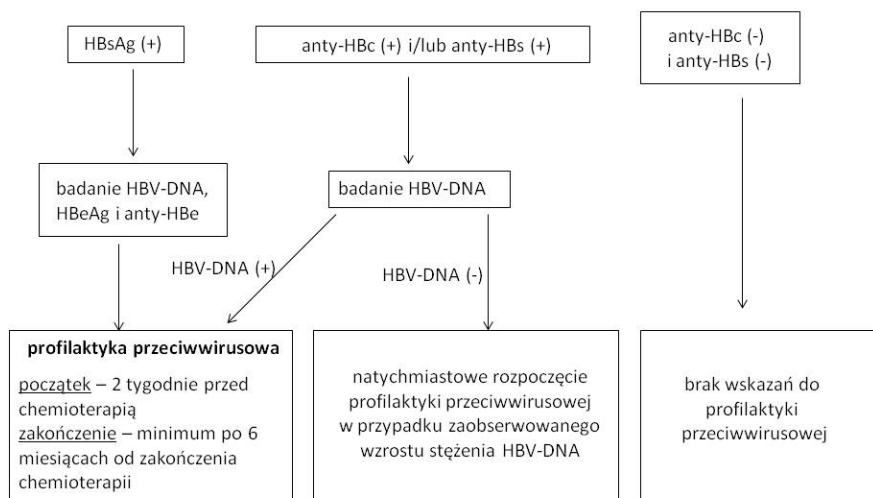 HBsAg (+)
anty-HBc (+) i/lub anty-HBs (+)
anty-HBc (-)
i anty-HBs (-)
badanie HBV-DNA,
HBeAg i anty-HBe
badanie HBV-DNA
HBV-DNA (+)
HBV-DNA (-)
profilaktyka przeciwwirusowa
początek – 2 tygodnie przed
chemioterapią
zakończenie – minimum po 6
miesiącach od zakończenia
chemioterapii
natychmiastowe rozpoczęcie
profilaktyki przeciwwirusowej
w przypadku zaobserwowanego
wzrostu stężenia HBV-DNA
brak wskazań do
profilaktyki
przeciwwirusowej